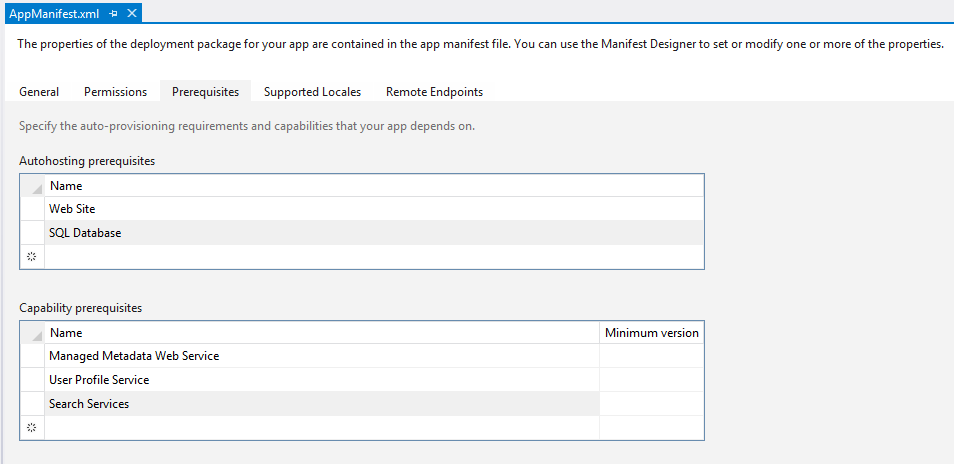 AppManifest.xml
The properties of the deployment package for your app are contained in the app manifest file. You can use the Manifest Designer to set or modify one or more of the properties.
General Permissions Prerequisites Supported Locales Remote Endpoints
Specify the auto-provisioning requirements and capabilities that your app depends on.
Autohosting prerequisites
Name
Web Site
SQL Database
Capability prerequisites
Name Minimum version
Managed Metadata Web Service
User Profile Service
Search Services